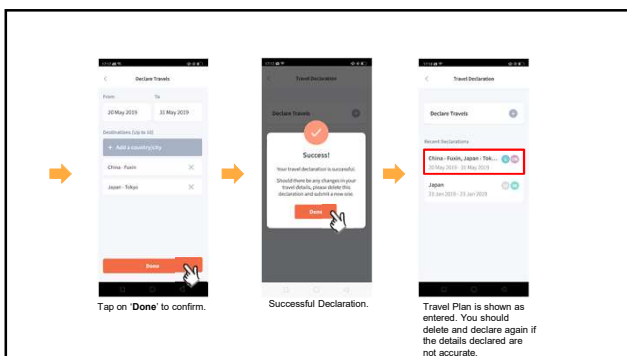 Declare Travels
From
To
20 May 2019
31 May 2019
Destinations (Up to 10)
+ Add a country/city
China - Fuxin
Japan - Tokyo
Done
Tap on ‘Done’ to confirm.
Travel Declaration
Declare Travels
Success!
Your travel declaration is successful.
Should there be any changes in your
travel details, please delete this
declaration and submit a new one.
Done
Successful Declaration.
Travel Declaration
Declare Travels
Recent Declarations
China - Fuxin, Japan - Tok...
20 May 2019 - 31 May 2019
Japan
Travel Plan is shown as
entered. You should
delete and declare again if
the details declared are
not accurate.